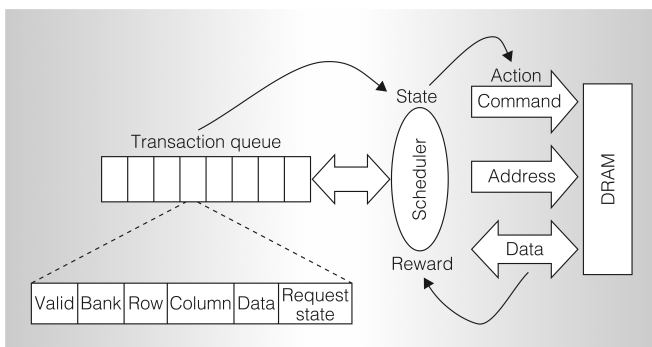 Action
State
Command
Transaction queue
Scheduler
Address
DRAM
Data
Reward
Valid Bank Row Column Data Request
state